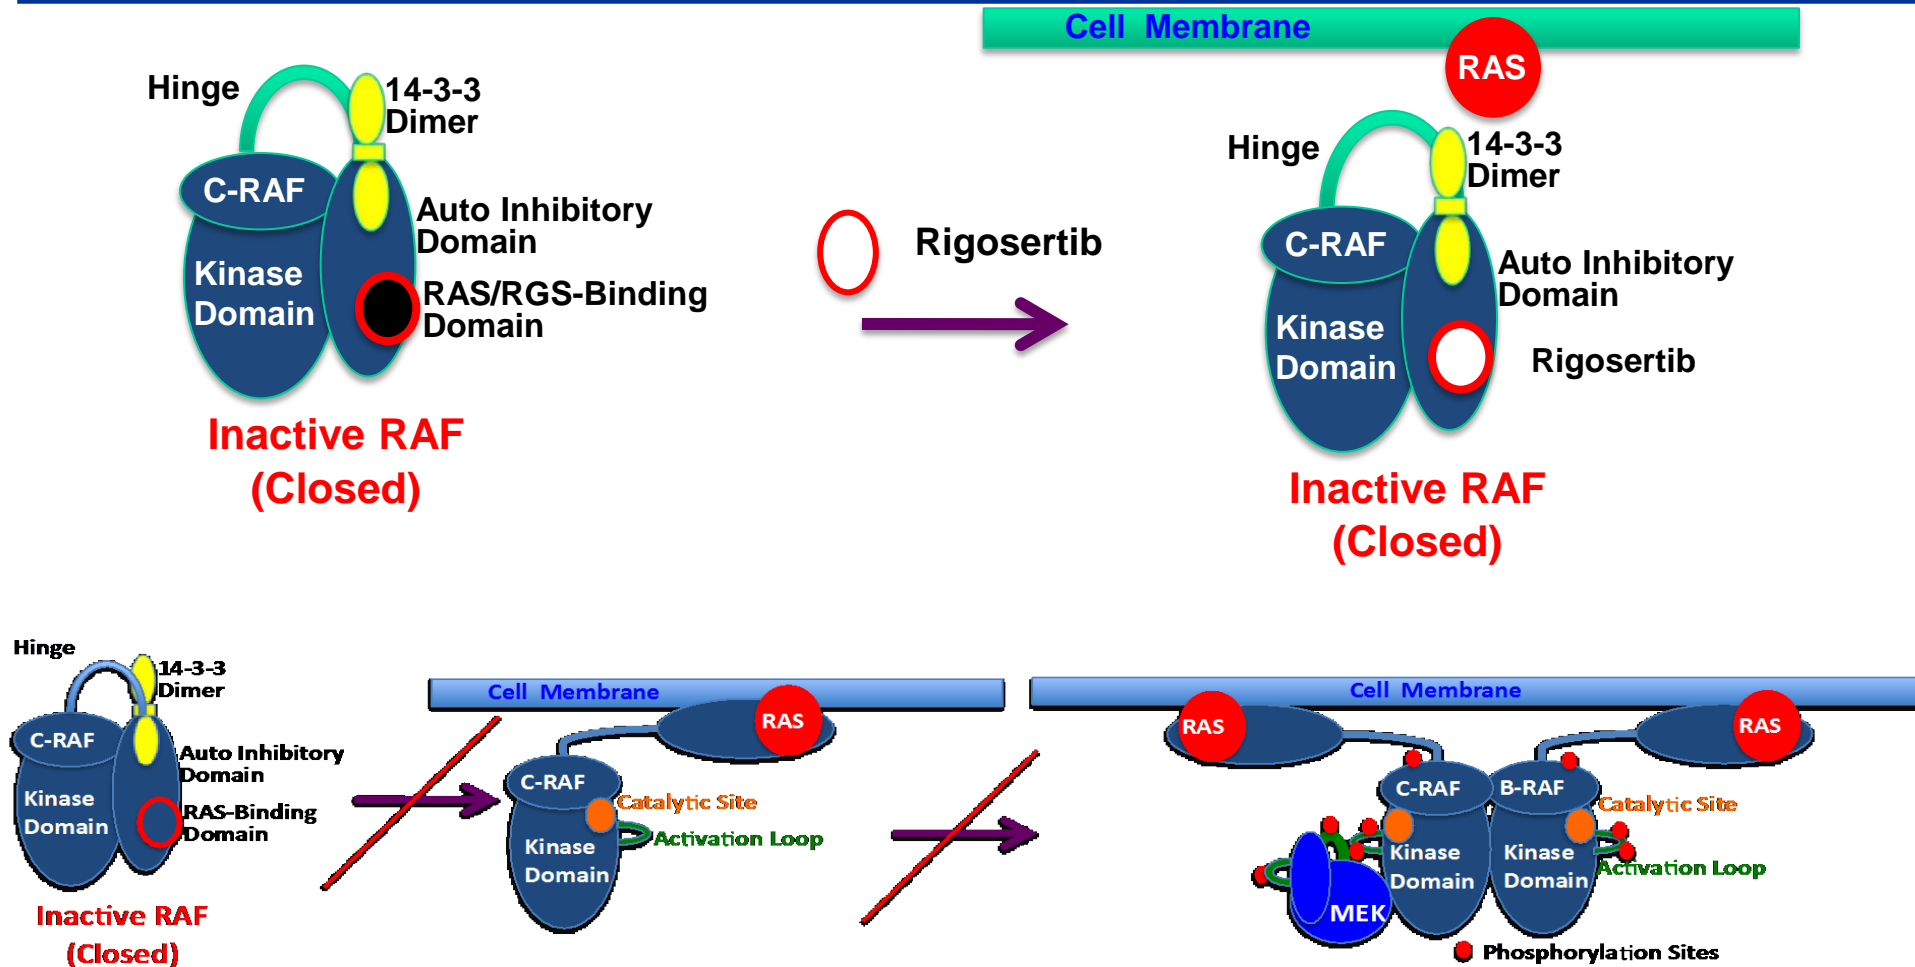 Cell Membrane
RAS
Hinge
14-3-3
Dimer
C-RAF
Auto Inhibitory
Domain
Kinase
Domain
RAS/RGS-Binding
Domain
Inactive RAF
(Closed)
Rigosertib
Hinge
14-3-3
Dimer
C-RAF
Auto Inhibitory
Domain
Kinase
Domain
Rigosertib
Inactive RAF
(Closed)
Hinge
14-3-3
Dimer
C-RAF
Auto Inhibitory
Domain
Kinase
Domain
RAS-Binding
Domain
Inactive RAF
(Closed)
Cell Membrane
RAS
C-RAF
Catalytic Site
Activation Loop
Kinase
Domain
Cell Membrane
RAS
RAS
C-RAF
B-RAF
Catalytic Site
Kinase
Domain
Kinase
Domain
Activation Loop
MEK
Phosphorylation Sites